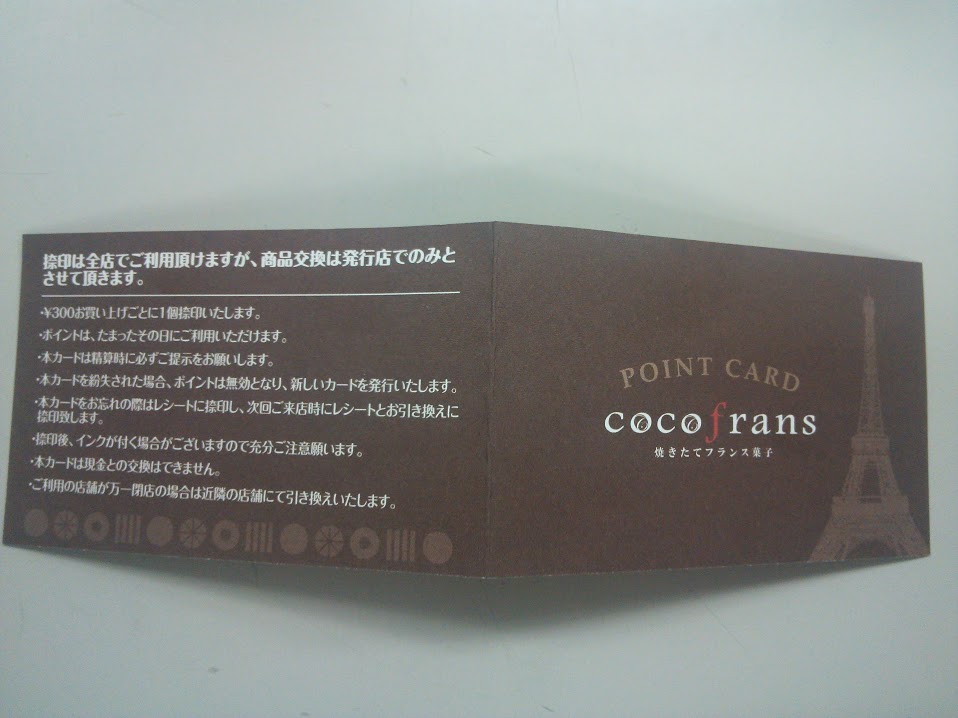 捺印は全店でご利用頂けますが、商品交換は発行店でのみと
させて頂きます。
・¥300お買い上げごとに1個捺印いたします。
・ポイントは、たまったその日にご利用いただけます。
・本カードは精算時に必ずご提示をお願いします。
・本カードを紛失された場合、ポイントは無効となり、新しいカードを発行いたします。
・本カードをお忘れの際はレシートに捺印し、次回ご来店時にレシートとお引き換えに
捺印致します。
・捺印後、インクが付く場合がございますので充分ご注意願います。
・本カードは現金との交換はできません。
・ご利用の店舗が万一閉店の場合は近隣の店舗にて引き換えいたします。
POINT CARD
cocofrans
焼きたてフランス菓子